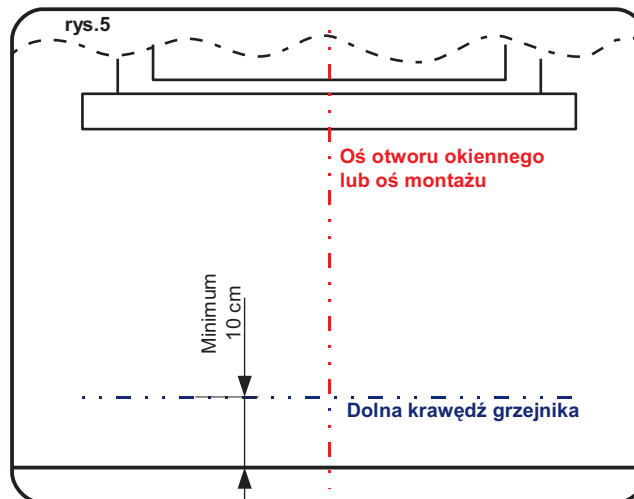 rys.5
Oś otworu okiennego
lub oś montażu
Minimum
10 cm
Dolna krawędź grzejnika